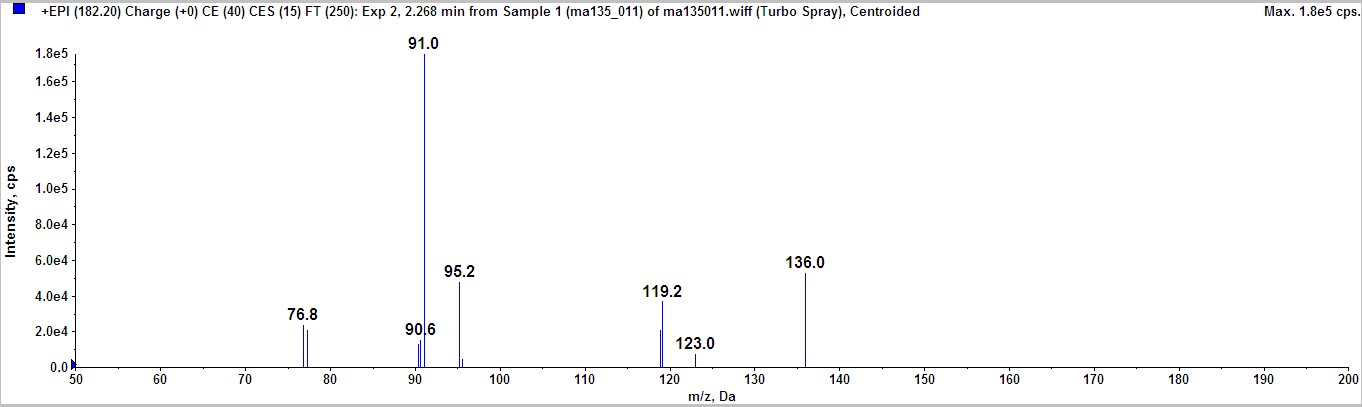 +EPI (182.20) Charge (+0) CE (40) CES (15) FT (250): Exp 2, 2.268 min from Sample 1 (ma135_011) of ma135011.wiff (Turbo Spray), Centroided
Max. 1.8e5 cps.
Intensity, cps
1.8e5
1.6e5
1.4e5
1.2e5
1.0e5
8.0e4
6.0e4
4.0e4
2.0e4
0.0
91.0
136.0
95.2
119.2
76.8
90.6
123.0
50 60 70 80 90 100 110 120 130 140 150 160 170 180 190 200
m/z, Da